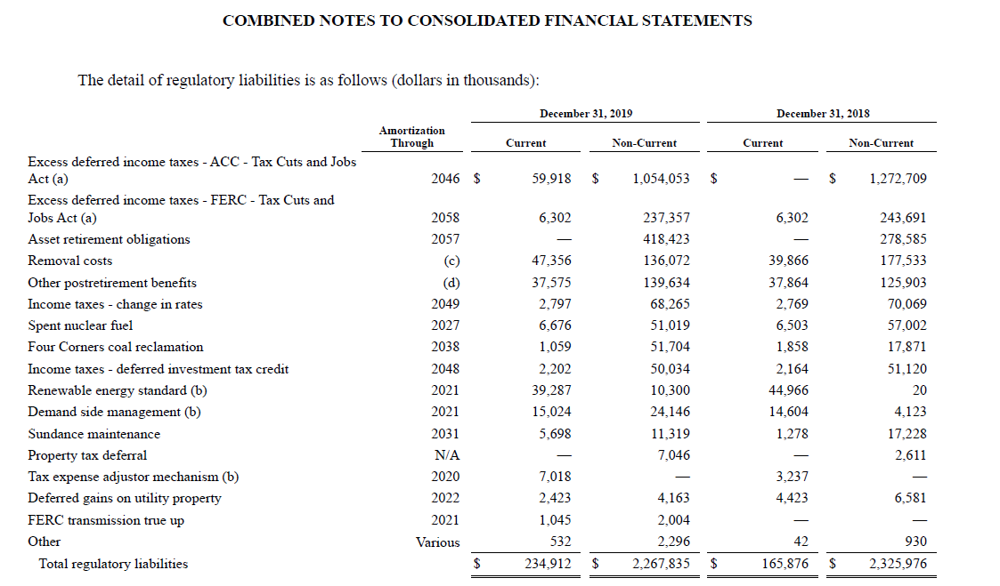 COMBINED NOTES TO CONSOLIDATED FINANCIAL STATEMENTS
The detail of regulatory liabilities is as follows (dollars in thousands):
December 31, 2019 December 31, 2018
Amortization
Through Current Non-Current Current Non-Current
Excess deferred income taxes - ACC - Tax Cuts and Jobs
Act (a) 2046 $ 59,918 $ 1,054,053 $ — $ 1,272,709
Excess deferred income taxes - FERC - Tax Cuts and
Jobs Act (a) 2058 6,302 237,357 6,302 243,691
Asset retirement obligations 2057 — 418,423 — 278,585
Removal costs (c) 47,356 136,072 39,866 177,533
Other postretirement benefits (d) 37,575 139,634 37,864 125,903
Income taxes - change in rates 2049 2,797 68,265 2,769 70,069
Spent nuclear fuel 2027 6,676 51,019 6,503 57,002
Four Corners coal reclamation 2038 1,059 51,704 1,858 17,871
Income taxes - deferred investment tax credit 2048 2,202 50,034 2,164 51,120
Renewable energy standard (b) 2021 39,287 10,300 44,966 20
Demand side management (b) 2021 15,024 24,146 14,604 4,123
Sundance maintenance 2031 5,698 11,319 1,278 17,228
Property tax deferral N/A — 7,046 — 2,611
Tax expense adjustor mechanism (b) 2020 7,018 — 3,237 —
Deferred gains on utility property 2022 2,423 4,163 4,423 6,581
FERC transmission true up 2021 1,045 2,004 — —
Other Various 532 2,296 42 930
Total regulatory liabilities $ 234,912 $ 2,267,835 $ 165,876 $ 2,325,976